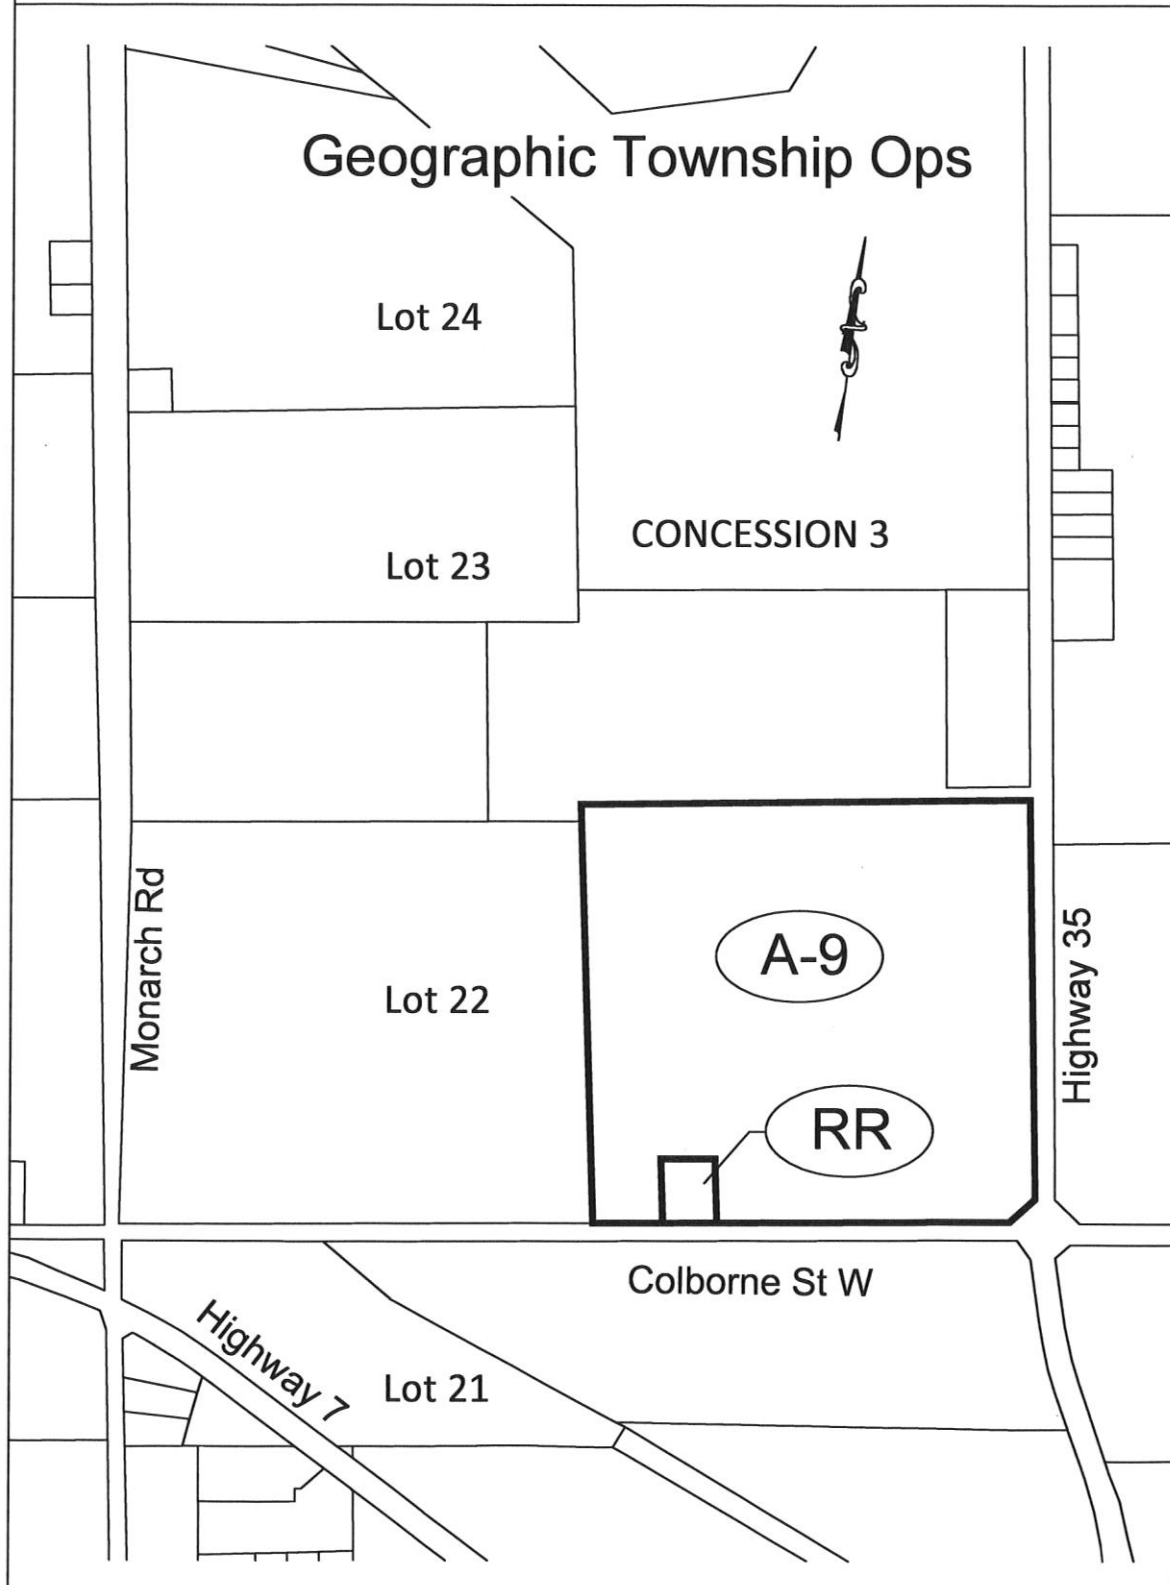 Geographic Township Ops
Lot 24
CONCESSION 3
Lot 23
Monarch Rd
A-9
Highway 35
Lot 22
RR
Colborne St W
Highway 7
Lot 21